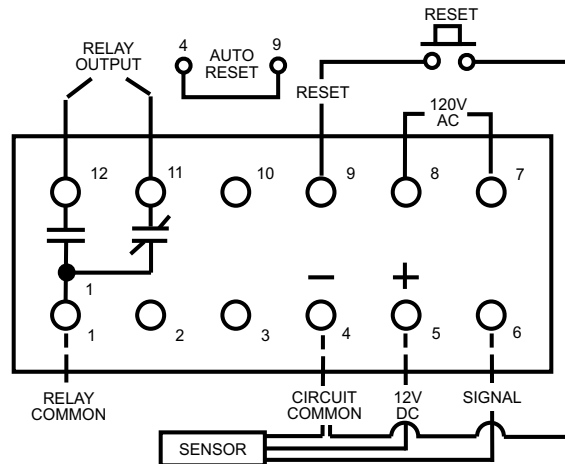 RESET
RELAY
OUTPUT
4
AUTO
RESET
9
RESET
120V
AC
12
11
10
9
8
7
1
−
+
1
2
3
4
5
6
RELAY
COMMON
CIRCUIT
COMMON
12V
DC
SIGNAL
SENSOR